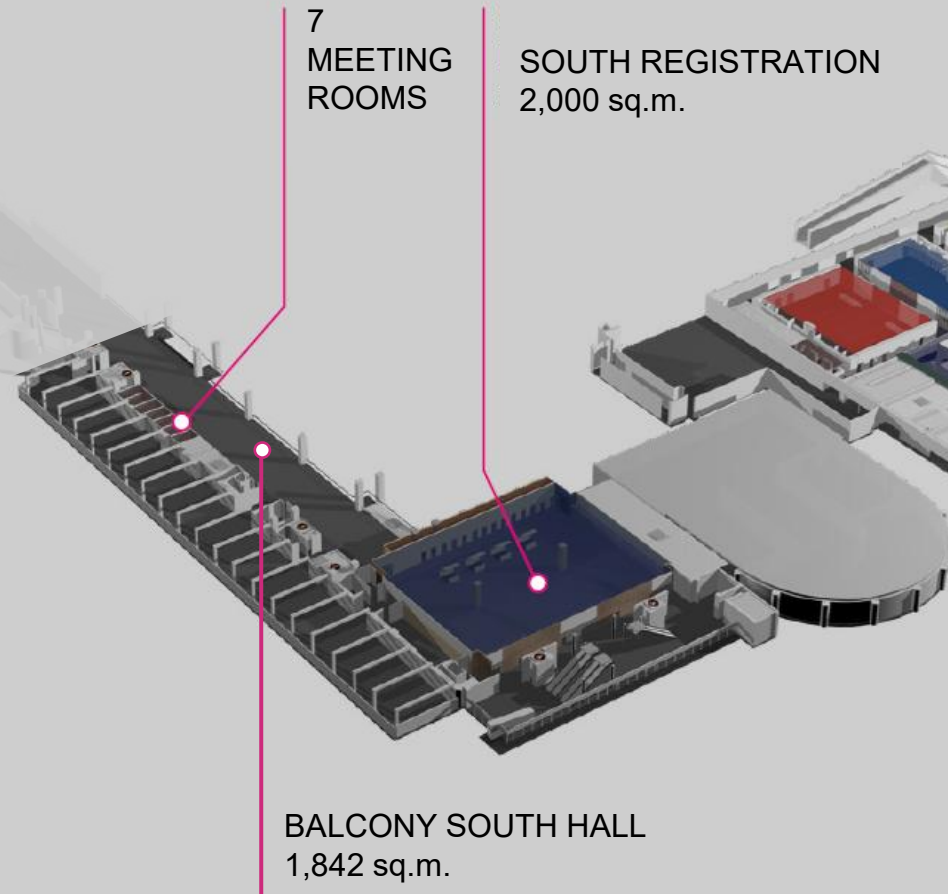 7
MEETING
ROOMS
SOUTH REGISTRATION
2,000 sq.m.
BALCONY SOUTH HALL
1,842 sq.m.